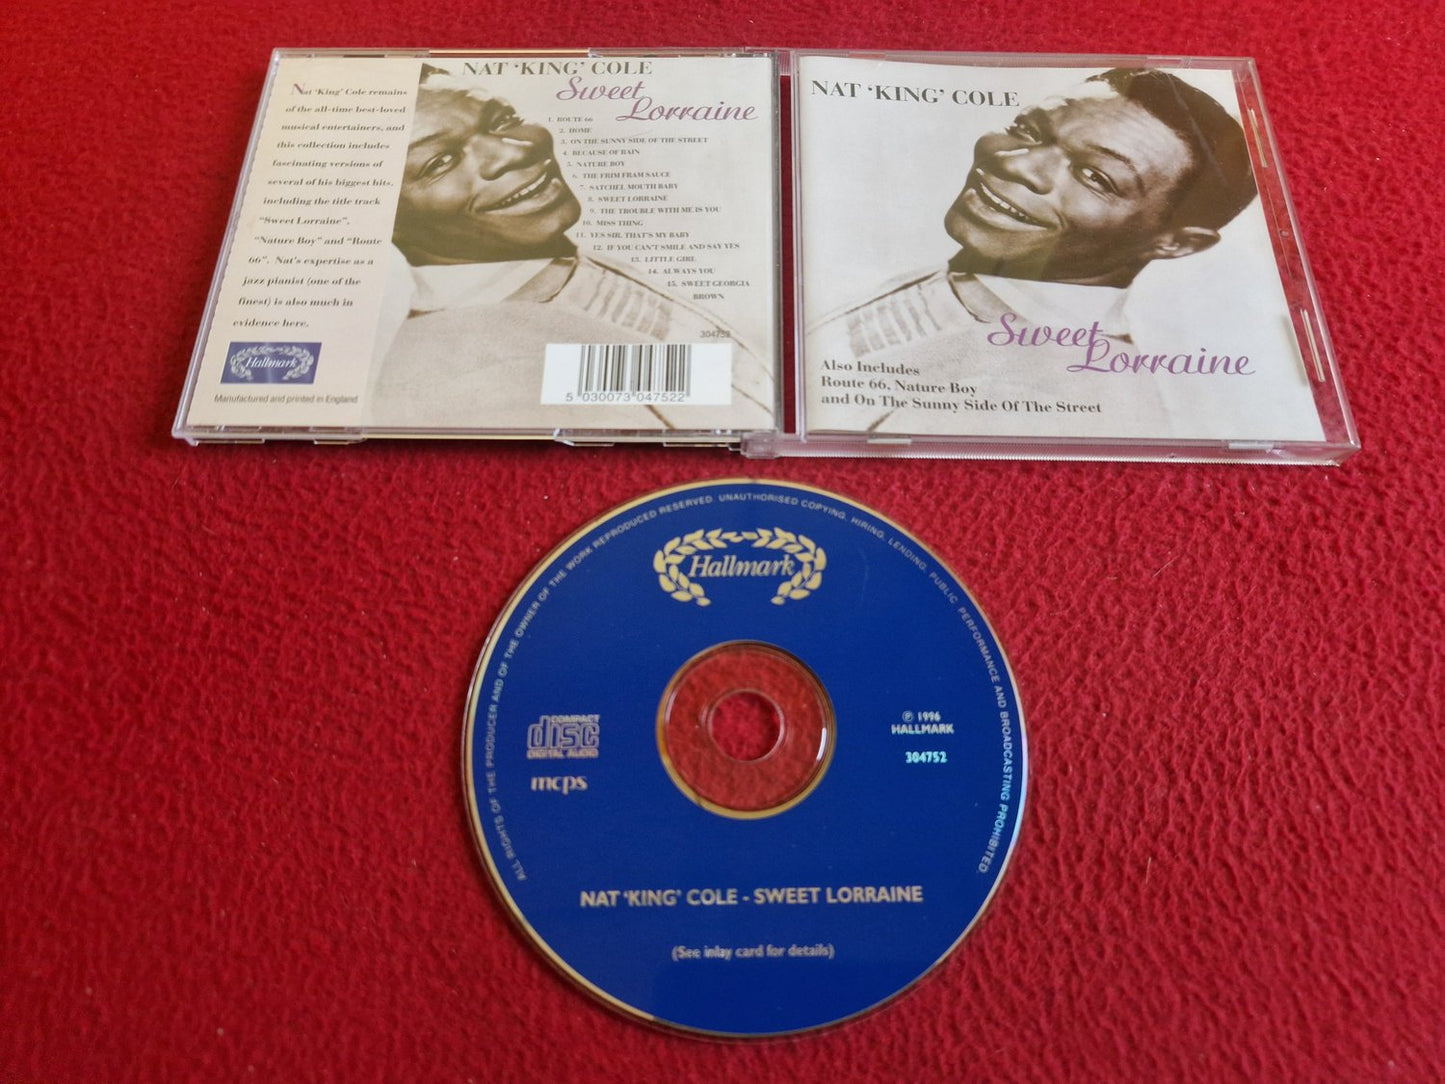 Nat 'King' Cole remains
of the all-time best-loved
musical entertainers, and
this collection includes
fascinating versions of
several of his biggest hits,
including the title track
"Sweet Lorraine",
"Nature Boy" and "Route
66". Nat's expertise as a
jazz pianist (one of the
finest) is also much in
evidence here.
Hallmark
Manufactured and printed in England
NAT 'KING' COLE
Sweet
Lorraine
1. ROUTE 66
2. HOME
3. ON THE SUNNY SIDE OF THE STREET
4. BECAUSE OF RAIN
5. NATURE BOY
6. THE FRIM FRAM SAUCE
7. SATCHEL MOUTH BABY
8. SWEET LORRAINE
9. THE TROUBLE WITH ME IS YOU
10. MISS THING
11. YES SIR, THAT'S MY BABY
12. IF YOU CAN'T SMILE AND SAY YES
13. LITTLE GIRL
14. ALWAYS YOU
15. SWEET GEORGIA
BROWN
304752
5 030073 047522
NAT 'KING' COLE
Sweet
Lorraine
Also Includes
Route 66, Nature Boy
and On The Sunny Side Of The Street
ALL RIGHTS OF THE PRODUCER AND OF THE OWNER OF THE WORK REPRODUCED RESERVED. UNAUTHORISED COPYING, HIRING, LENDING, PUBLIC PERFORMANCE AND BROADCASTING PROHIBITED.
Hallmark
COMPACT
disc
DIGITAL AUDIO
mcps
℗ 1996
HALLMARK
304752
NAT 'KING' COLE - SWEET LORRAINE
(See inlay card for details)